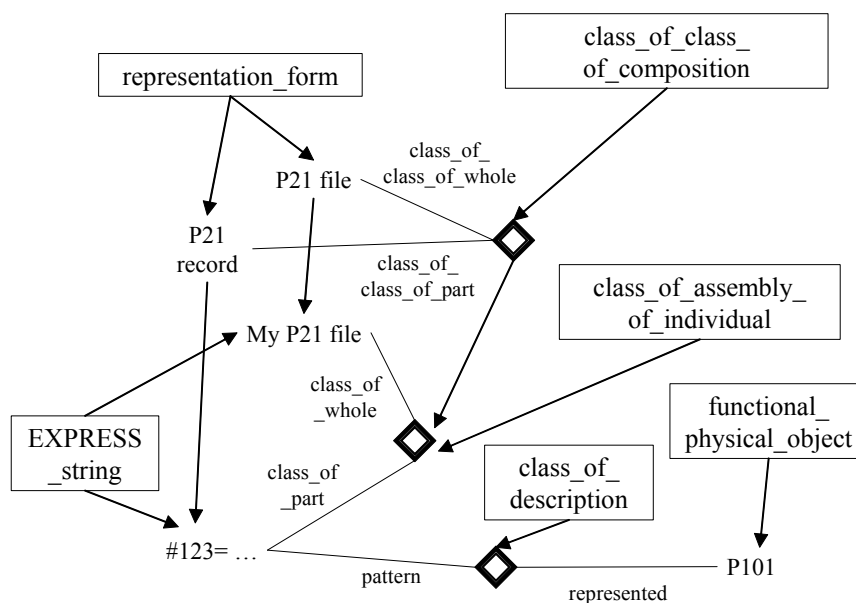 class_of_class_
of_composition
representation_form
class_of_
class_of_whole
P21 file
P21
record
class_of_
class_of_part
class_of_assembly_
of_individual
My P21 file
class_of
_whole
functional_
physical_object
EXPRESS
_string
class_of
_part
class_of_
description
#123= …
pattern
represented
P101